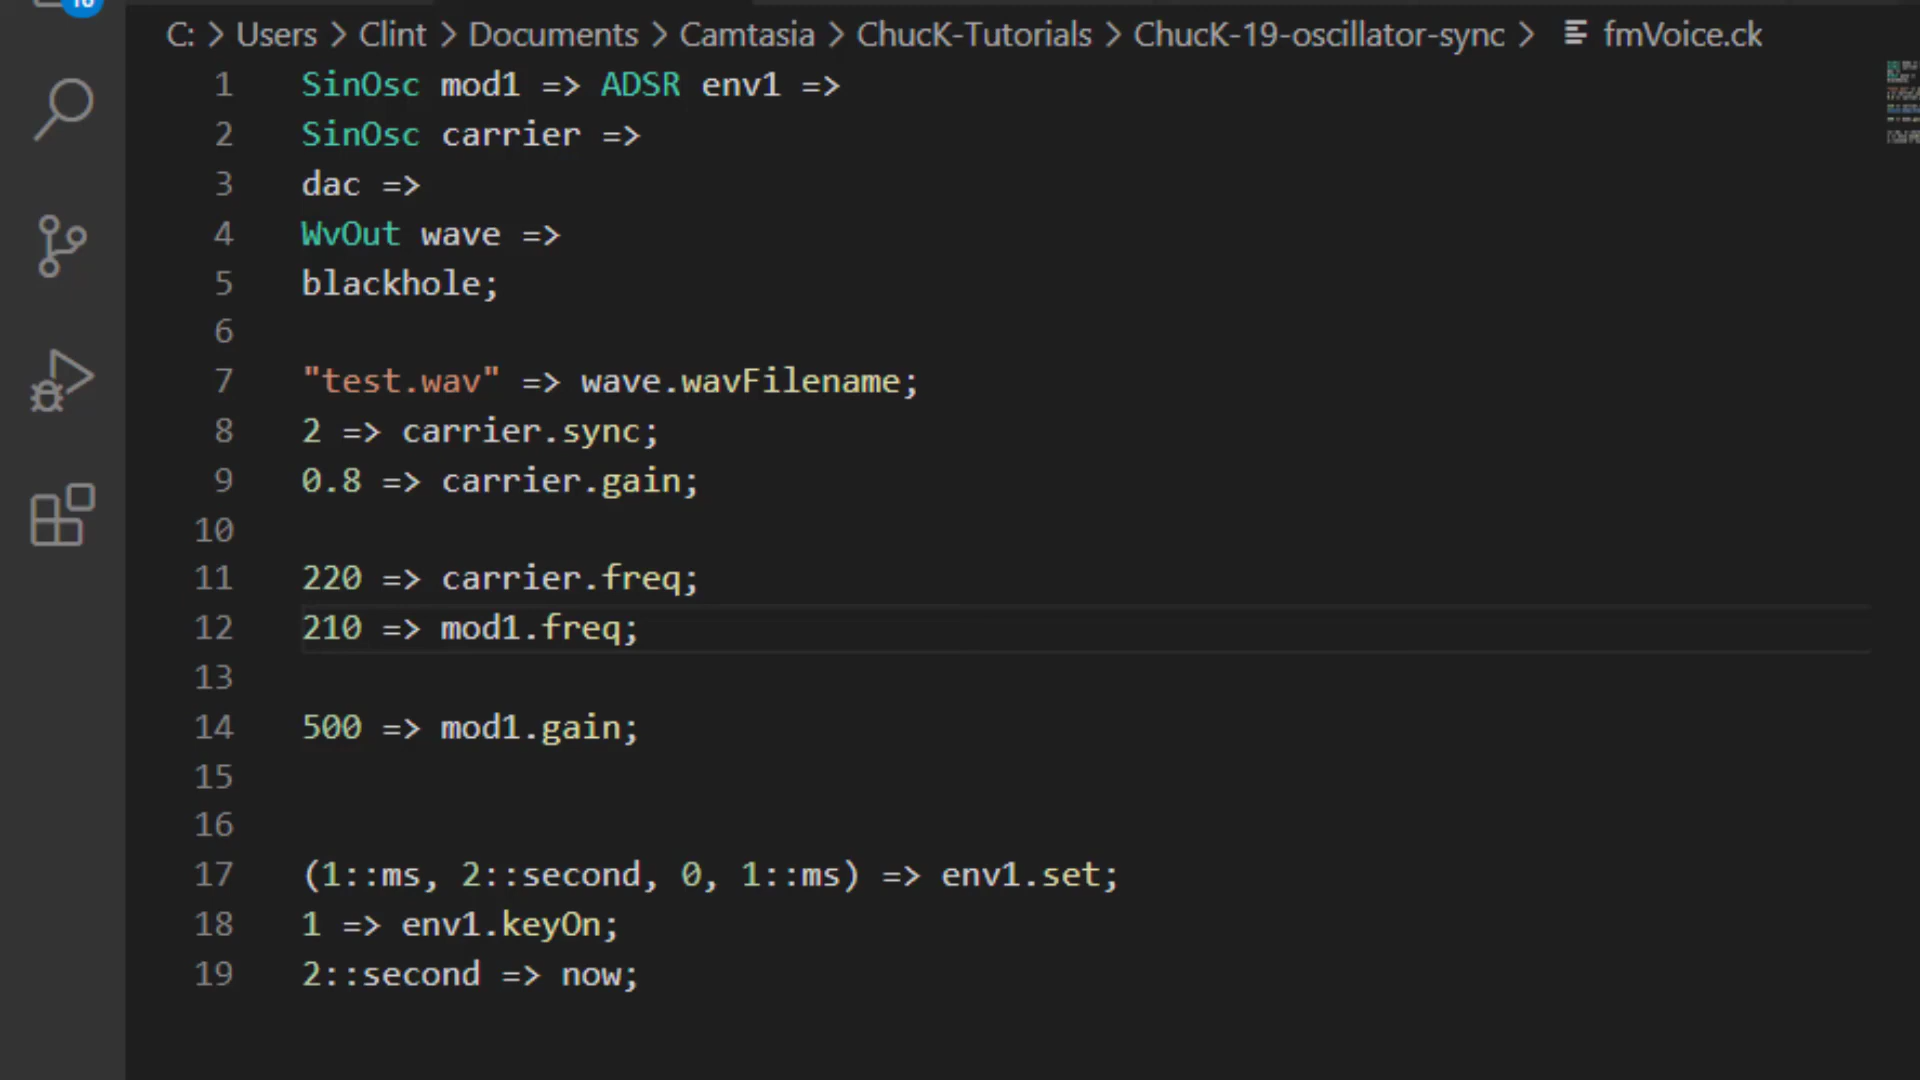 C: > Users > Clint > Documents > Camtasia > ChucK-Tutorials > ChucK-19-oscillator-sync > fmVoice.ck
1 SinOsc mod1 => ADSR env1 =>
2 SinOsc carrier =>
3 dac =>
4 WvOut wave =>
5 blackhole;
6
7 "test.wav" => wave.wavFilename;
8 2 => carrier.sync;
9 0.8 => carrier.gain;
10
11 220 => carrier.freq;
12 210 => mod1.freq;
13
14 500 => mod1.gain;
15
16
17 (1::ms, 2::second, 0, 1::ms) => env1.set;
18 1 => env1.keyOn;
19 2::second => now;